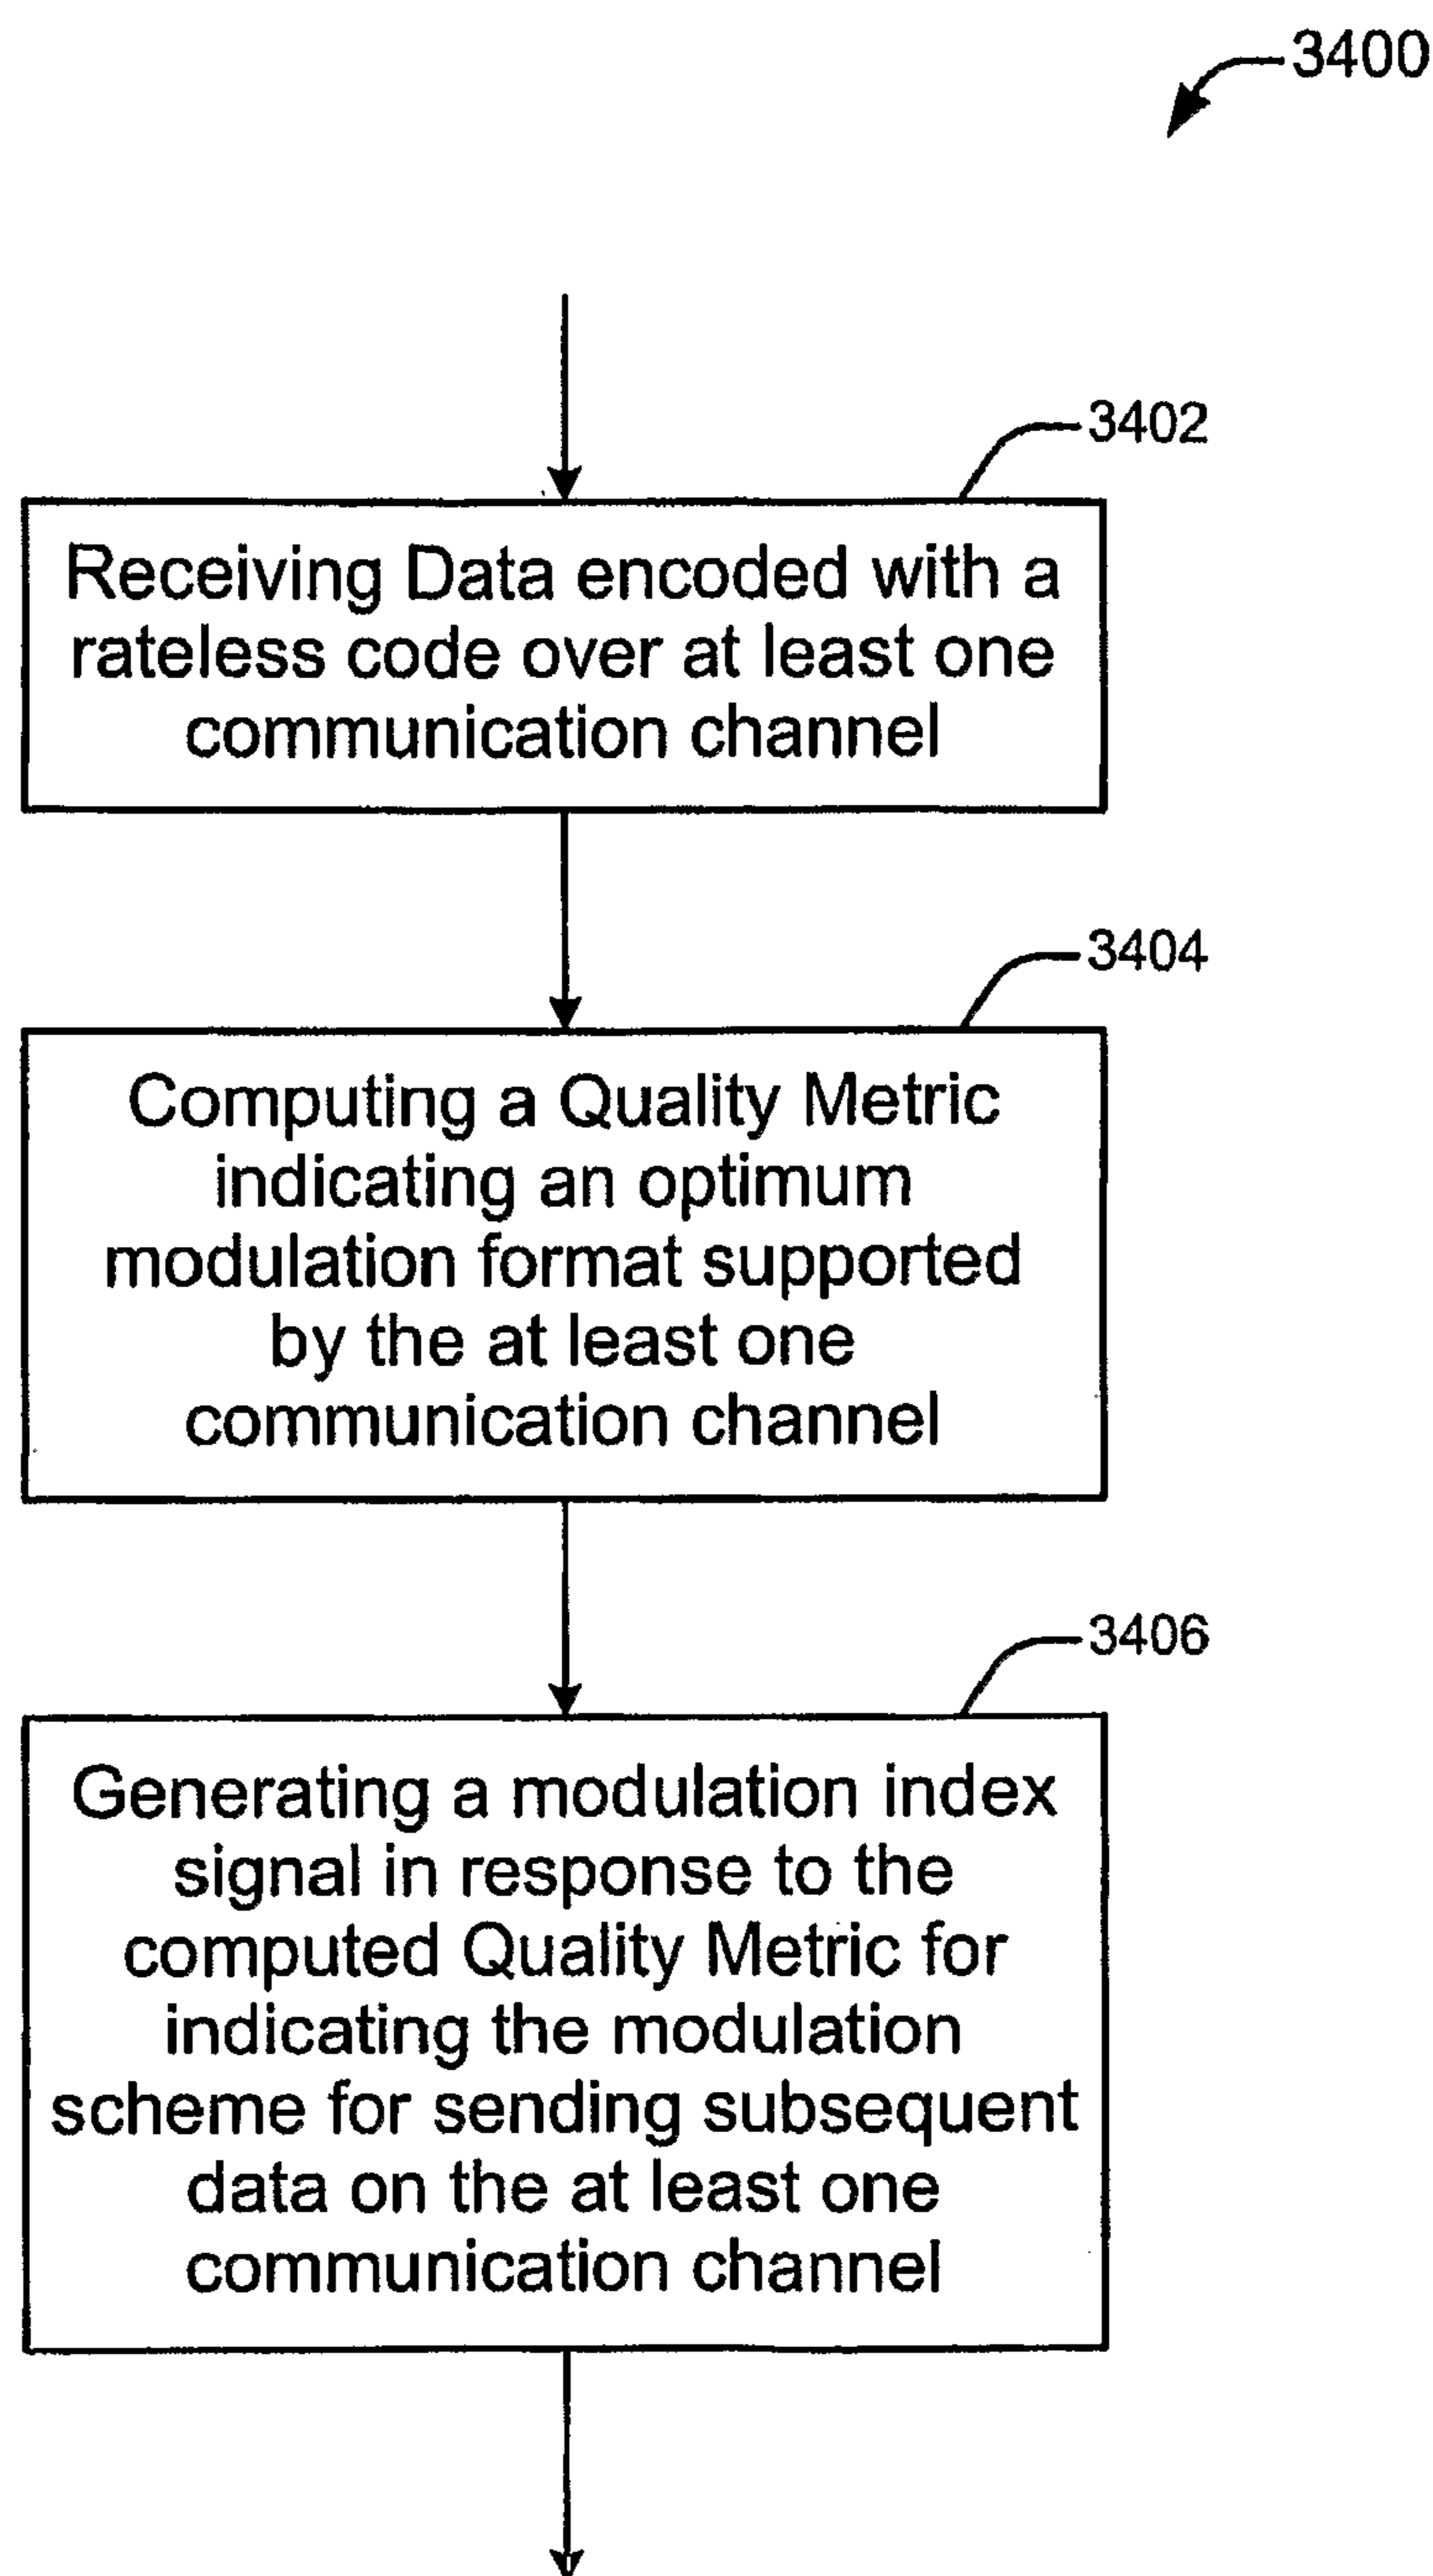 3400
3402
Receiving Data encoded with a
rateless code over at least one
communication channel
3404
Computing a Quality Metric
indicating an optimum
modulation format supported
by the at least one
communication channel
3406
Generating a modulation index
signal in response to the
computed Quality Metric for
indicating the modulation
scheme for sending subsequent
data on the at least one
communication channel